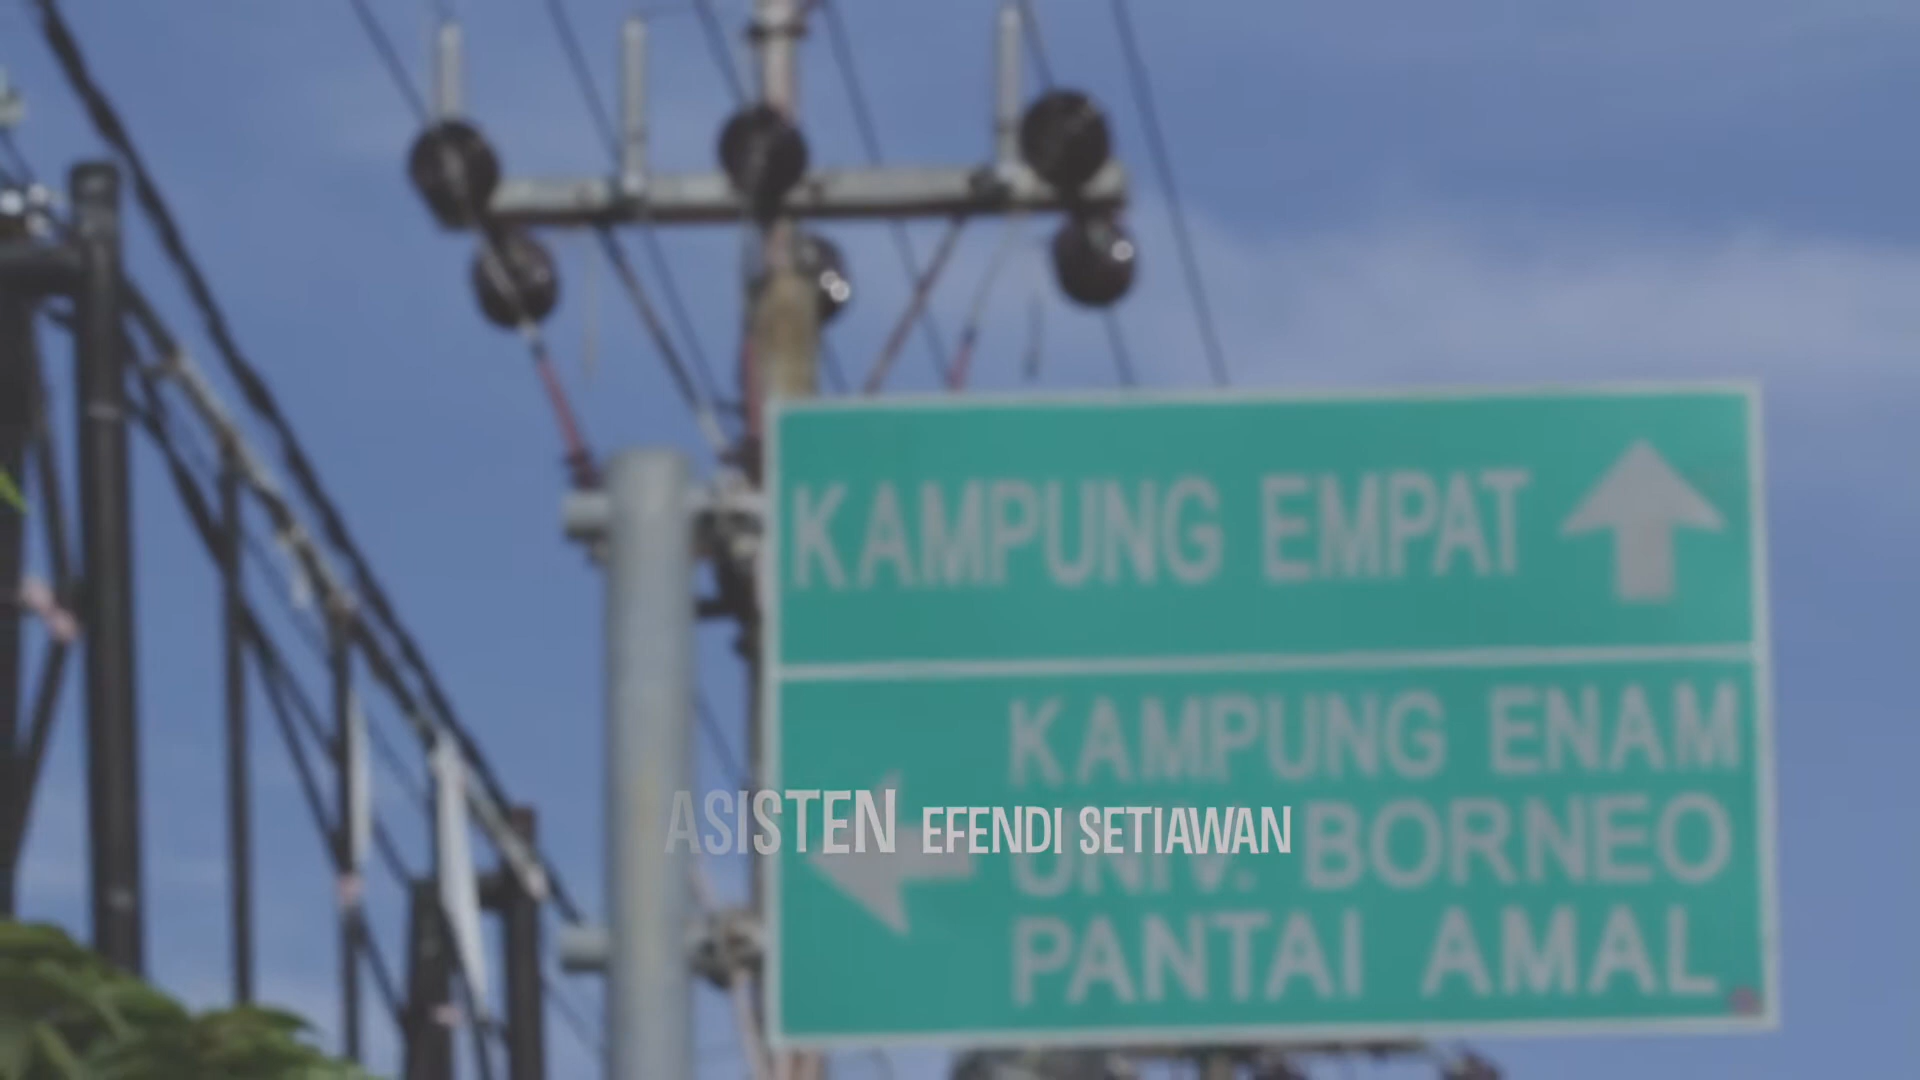 KAMPUNG EMPAT
KAMPUNG ENAM
UNIV. BORNEO
PANTAI AMAL
ASISTEN EFENDI SETIAWAN